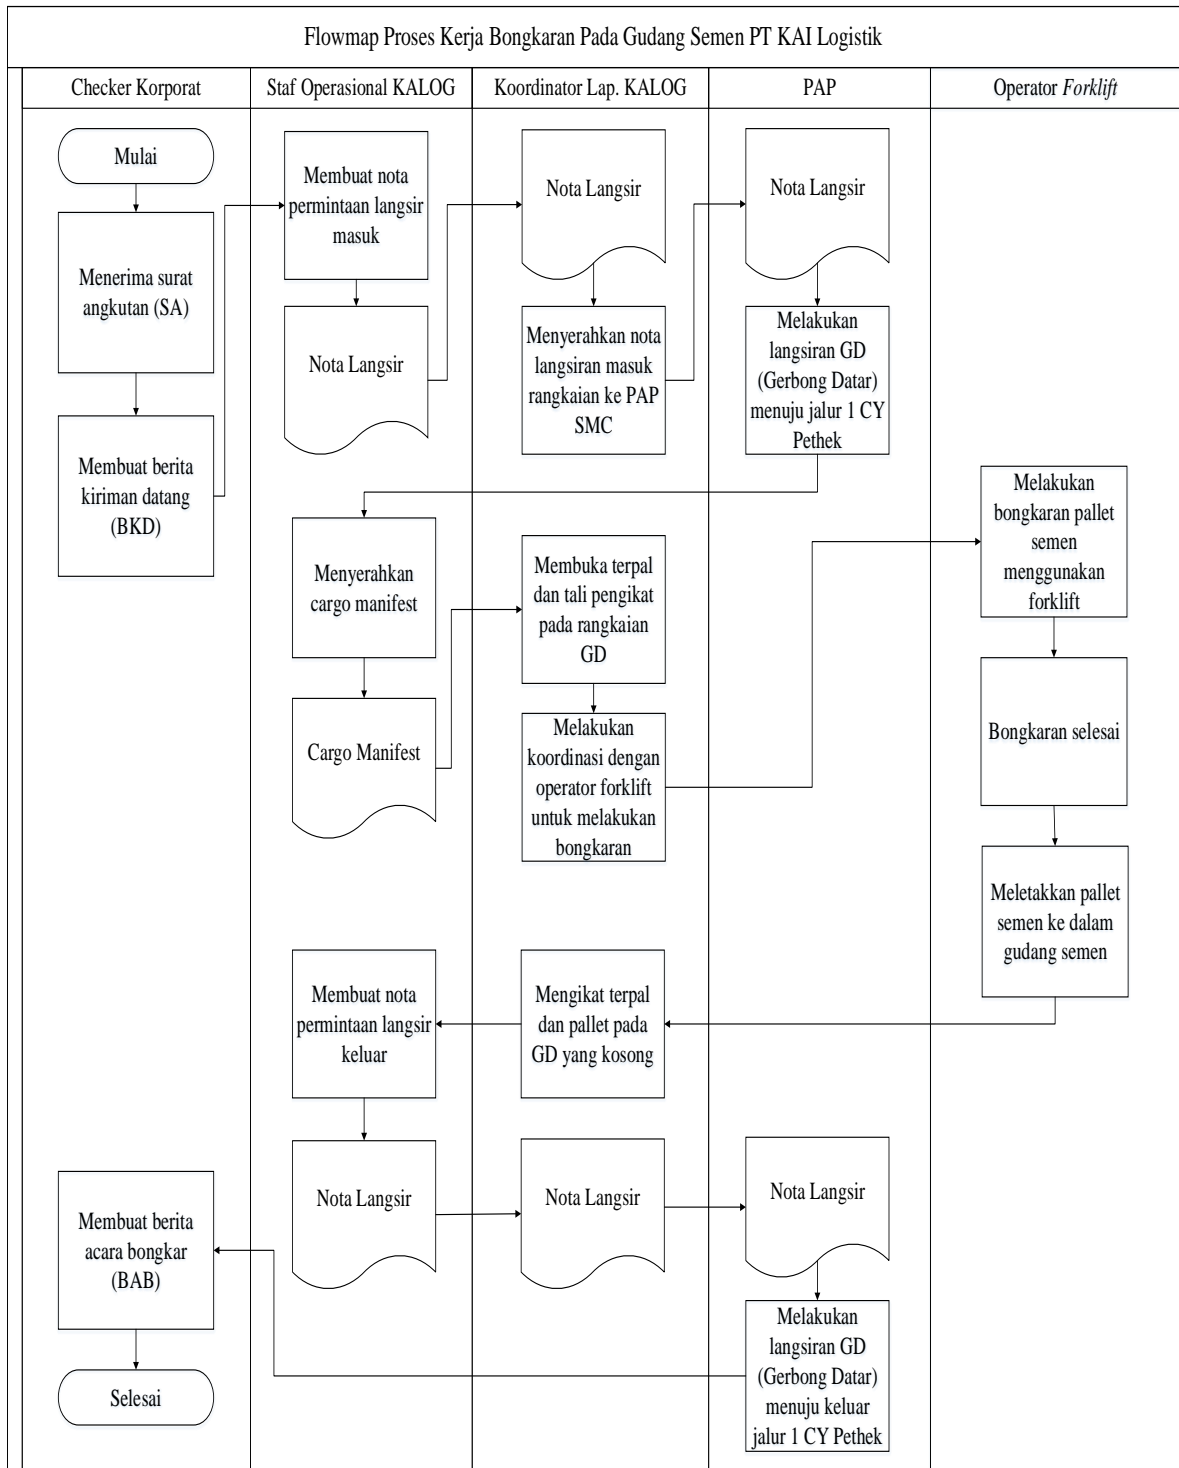 Flowmap Proses Kerja Bongkaran Pada Gudang Semen PT KAI Logistik
Checker Korporat
Staf Operasional KALOG
Koordinator Lap. KALOG
PAP
Operator Forklift
Mulai
Menerima surat
angkutan (SA)
Membuat berita
kiriman datang
(BKD)
Membuat nota
permintaan langsir
masuk
Nota Langsir
Nota Langsir
Menyerahkan nota
langsiran masuk
rangkaian ke PAP
SMC
Nota Langsir
Melakukan
langsiran GD
(Gerbong Datar)
menuju jalur 1 CY
Pethek
Menyerahkan
cargo manifest
Cargo Manifest
Membuka terpal
dan tali pengikat
pada rangkaian
GD
Melakukan
koordinasi dengan
operator forklift
untuk melakukan
bongkaran
Melakukan
bongkaran pallet
semen
menggunakan
forklift
Bongkaran selesai
Meletakkan pallet
semen ke dalam
gudang semen
Mengikat terpal
dan pallet pada
GD yang kosong
Membuat nota
permintaan langsir
keluar
Nota Langsir
Nota Langsir
Nota Langsir
Melakukan
langsiran GD
(Gerbong Datar)
menuju keluar
jalur 1 CY Pethek
Membuat berita
acara bongkar
(BAB)
Selesai